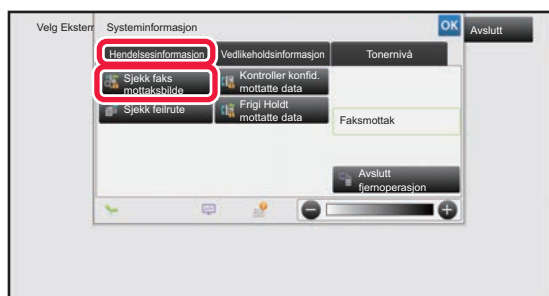 Velg Ekstern
Systeminformasjon
OK
Avslutt
Hendelsesinformasjon
Vedlikeholdsinformasjon
Tonernivå
Sjekk faks
mottaksbilde
Kontroller konfid.
mottatte data
Sjekk feilrute
Frigi Holdt
mottatte data
Faksmottak
Avslutt
fjernoperasjon